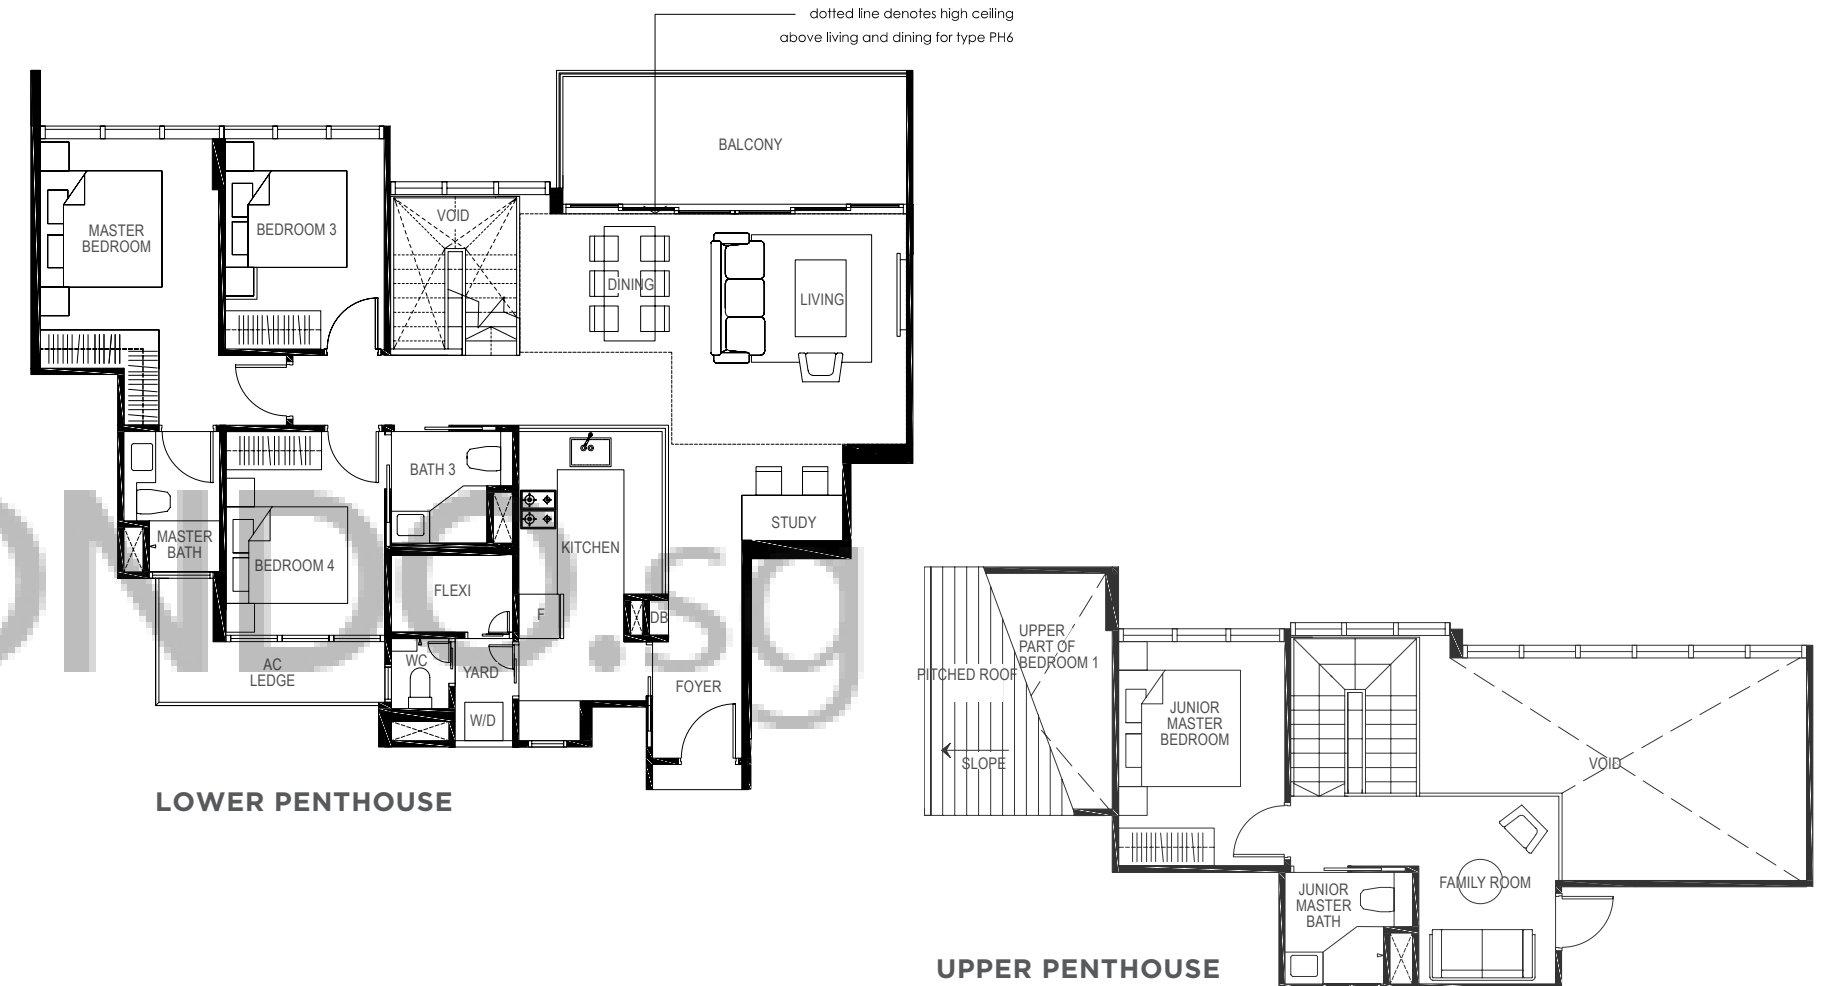 dotted line denotes high ceiling
above living and dining for type PH6
BALCONY
MASTER
BEDROOM
BEDROOM 3
VOID
DINING
LIVING
BATH 3
STUDY
MASTER
BATH
KITCHEN
BEDROOM 4
FLEXI
F
DB
WC
YARD
AC
LEDGE
FOYER
W/D
LOWER PENTHOUSE
ONDO.sg
UPPER
PART OF
BEDROOM 1
PITCHED ROOF
SLOPE
JUNIOR
MASTER
BEDROOM
VOID
FAMILY ROOM
JUNIOR
MASTER
BATH
UPPER PENTHOUSE